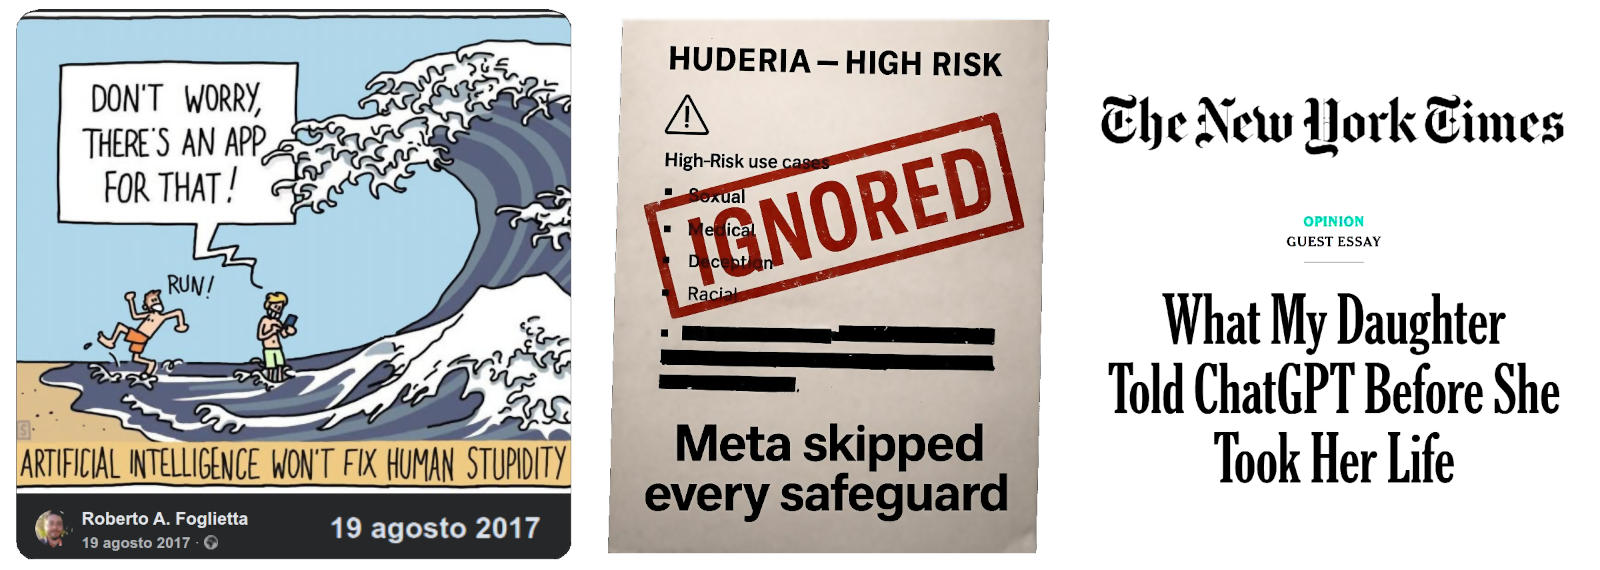 DON'T WORRY,
THERE'S AN APP
FOR THAT!
RUN!
ARTIFICIAL INTELLIGENCE WON'T FIX HUMAN STUPIDITY
Roberto A. Foglietta
19 agosto 2017 ·
19 agosto 2017
HUDERIA — HIGH RISK
High-Risk use cases
▪ Sexual
▪ Medical
▪ Deception
▪ Racial
IGNORED
Meta skipped
every safeguard
The New York Times
OPINION
GUEST ESSAY
What My Daughter
Told ChatGPT Before She
Took Her Life